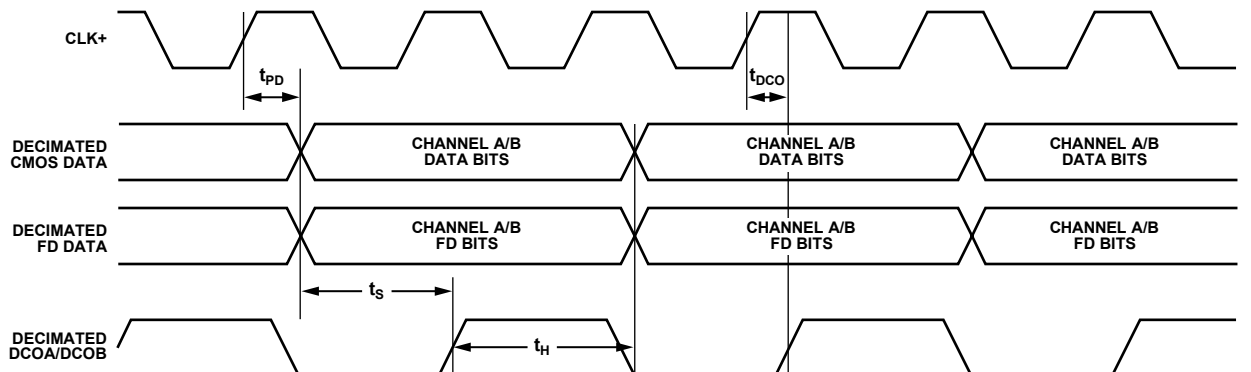 CLK+
tPD
tDCO
DECIMATED
CMOS DATA
CHANNEL A/B
DATA BITS
CHANNEL A/B
DATA BITS
CHANNEL A/B
DATA BITS
DECIMATED
FD DATA
CHANNEL A/B
FD BITS
CHANNEL A/B
FD BITS
CHANNEL A/B
FD BITS
tS
DECIMATED
DCOA/DCOB
tH